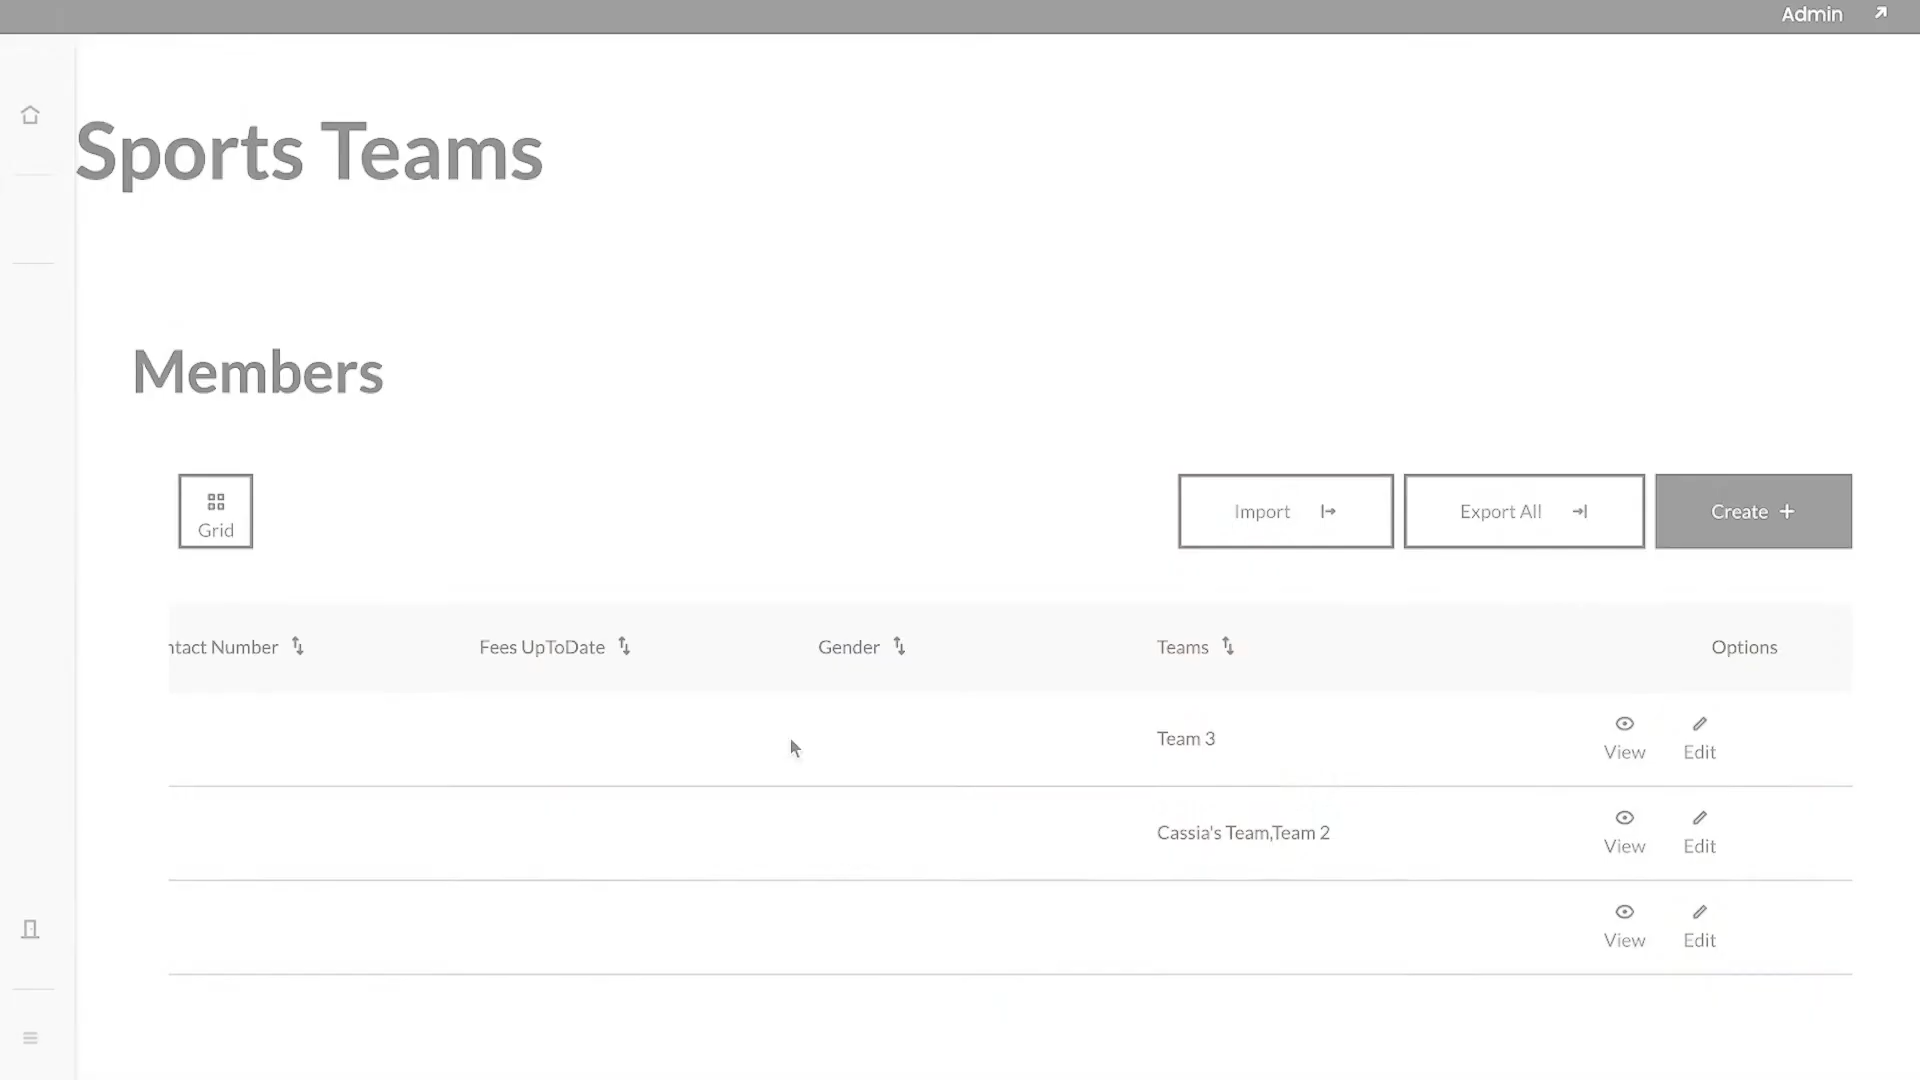 Admin
Sports Teams
Members
Grid
Import
Export All
Create
ntact Number Fees UpToDate Gender Teams Options
Team 3 View Edit
Cassia's Team,Team 2 View Edit
View Edit